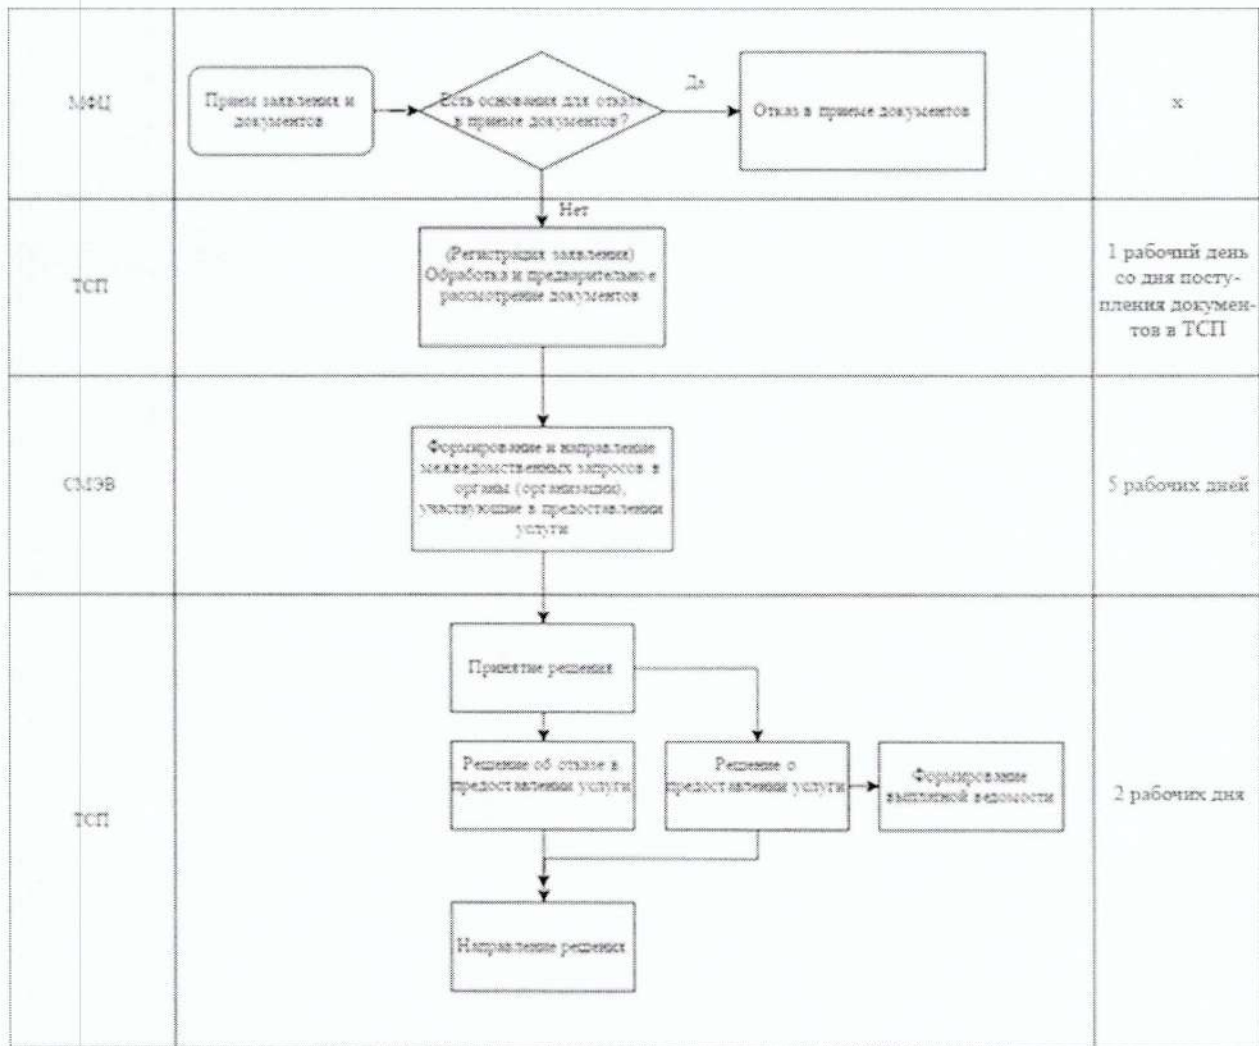 МФЦ
Прием заявления и
документов
Есть основания для отказа
в приеме документов?
Да
Отказ в приеме документов
х
Нет
ТСП
(Регистрация заявления)
Обработка и предварительное
рассмотрение документов
1 рабочий день
со дня посту-
пления докумен-
тов в ТСП
СМЭВ
Формирование и направление
межведомственных запросов в
органы (организации),
участвующие в предоставлении
услуги
5 рабочих дней
ТСП
Принятие решения
Решение об отказе в
предоставлении услуги
Решение о
предоставлении услуги
Формирование
выплатной ведомости
2 рабочих дня
Направление решения